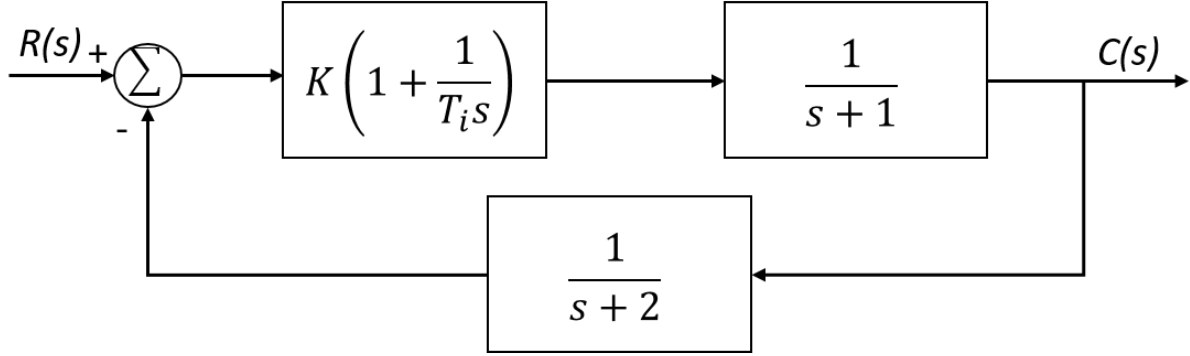 R(s)
+
∑
-
K(1 + 1/(T_i s))
1/(s + 1)
C(s)
1/(s + 2)